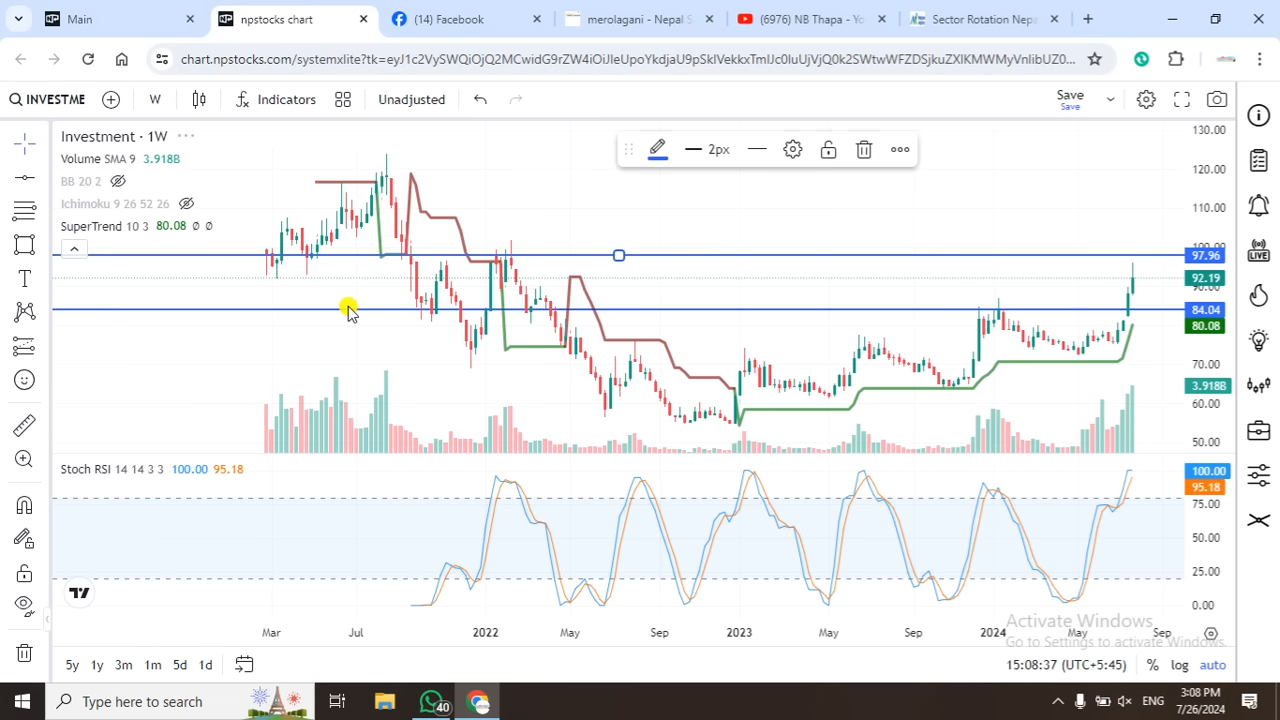 Main
npstocks chart
(14) Facebook
merolagani - Nepal S
(6976) NB Thapa - Yo
Sector Rotation Nepa
chart.npstocks.com/systemxlite?tk=
INVESTME
W
Indicators
Unadjusted
Save
Save
Investment · 1W
2px
Volume SMA 9 3.918B
BB 20 2
Ichimoku 9 26 52 26
SuperTrend 10 3 80.08 Ø Ø
130.00
120.00
110.00
100.00
97.96
92.19
90.00
84.04
80.08
70.00
3.918B
60.00
50.00
LIVE
Stoch RSI 14 14 3 3 100.00 95.18
100.00
95.18
75.00
50.00
25.00
0.00
Mar Jul 2022 May Sep 2023 May Sep 2024 May Sep
Activate Windows
Go to Settings to activate Windows.
5y 1y 3m 1m 5d 1d
15:08:37 (UTC+5:45) % log auto
Type here to search
40
ENG
3:08 PM
7/26/2024